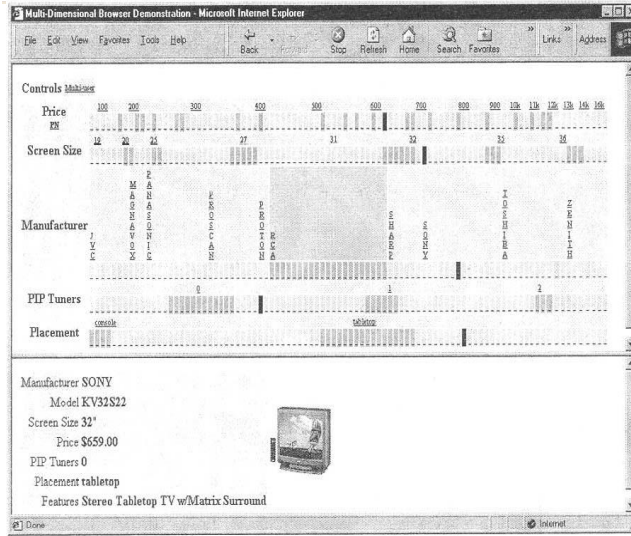 Multi-Dimensional Browser Demonstration - Microsoft Internet Explorer
File Edit View Favorites Tools Help
Back Forward Stop Refresh Home Search Favorites » Links » Address
Controls Multi-user
100 200 300 400 500 600 700 800 900 10k 11k 12k 13k 14k 16k
Price
PN
19 20 25 27 31 32 35 36
Screen Size
JVC MAGNAVOX PANASONIC PROSCAN PROTON RCA SHARP SONY TOSHIBA ZENITH
Manufacturer
0 1 2
PIP Tuners
console tabletop
Placement
Manufacturer SONY
Model KV32S22
Screen Size 32"
Price $659.00
PIP Tuners 0
Placement tabletop
Features Stereo Tabletop TV w/Matrix Surround
Done Internet